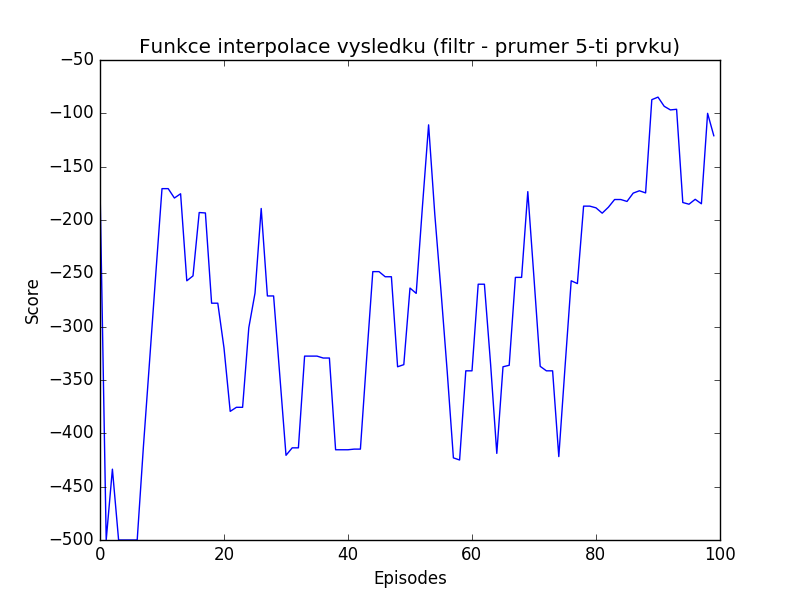 Funkce interpolace vysledku (filtr - prumer 5-ti prvku)
−50
−100
−150
−200
−250
−300
−350
−400
−450
−500
Score
0 20 40 60 80 100
Episodes